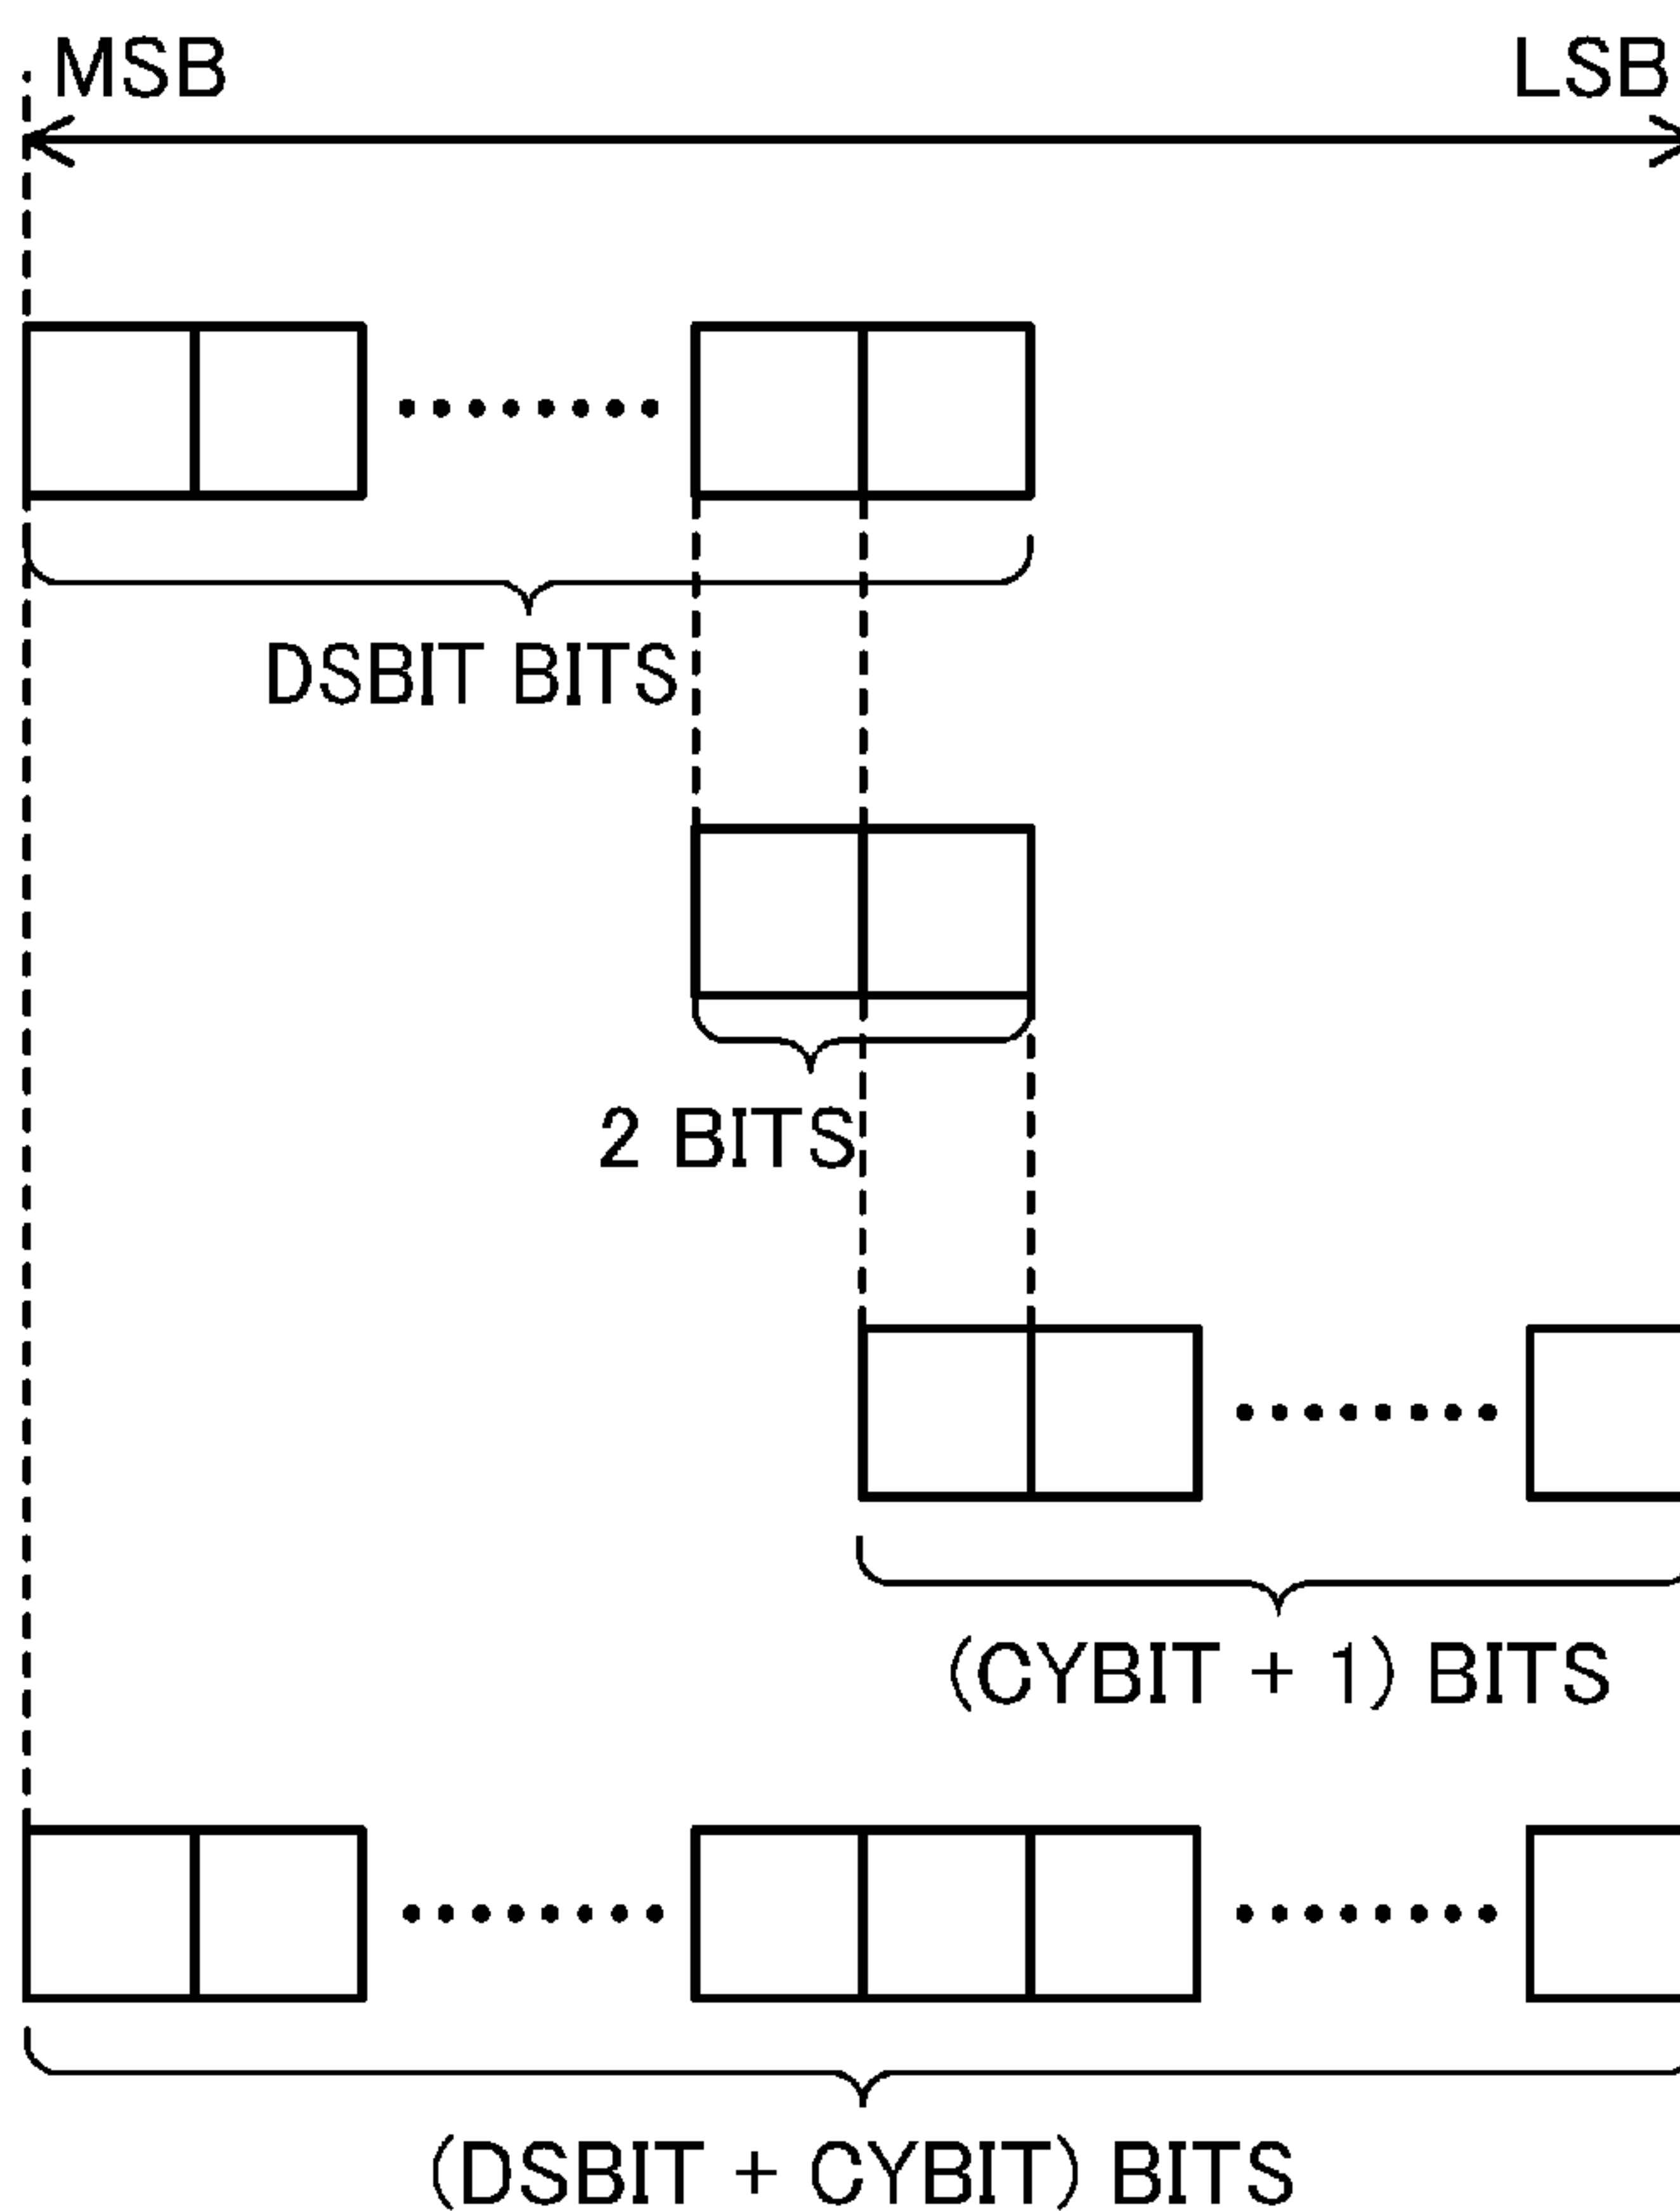 MSB LSB
DSBIT BITS
2 BITS
(CYBIT + 1) BITS
(DSBIT + CYBIT) BITS